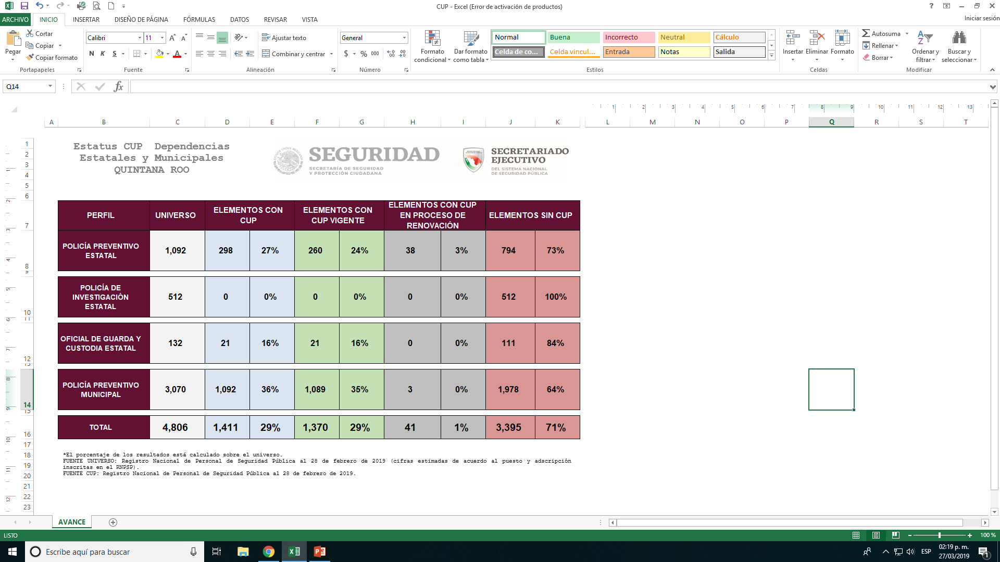 CUP - Excel (Error de activación de productos)
ARCHIVO INICIO INSERTAR DISEÑO DE PÁGINA FÓRMULAS DATOS REVISAR VISTA
Iniciar sesión
Pegar
Cortar
Copiar
Copiar formato
Portapapeles
Calibri 11
N K S
Fuente
Ajustar texto
Combinar y centrar
Alineación
General
$ % 000
Número
Formato condicional
Dar formato como tabla
Normal Buena Incorrecto Neutral Cálculo
Celda de co... Celda vincul... Entrada Notas Salida
Estilos
Insertar Eliminar Formato
Celdas
Autosuma
Rellenar
Borrar
Ordenar y filtrar
Buscar y seleccionar
Modificar
Q14
fx
1 2 3 4 5 6 7 8 9 10 11 12 13
A B C D E F G H I J K L M N O P Q R S T
1
2
3
4
5
6
7
8
9
10
11
12
13
14
15
16
17
18
19
20
21
22
23
Estatus CUP Dependencias
Estatales y Municipales
QUINTANA ROO
ESTADOS UNIDOS MEXICANOS
SEGURIDAD
SECRETARÍA DE SEGURIDAD
Y PROTECCIÓN CIUDADANA
SECRETARIADO
EJECUTIVO
DEL SISTEMA NACIONAL
DE SEGURIDAD PÚBLICA
PERFIL UNIVERSO ELEMENTOS CON CUP ELEMENTOS CON CUP VIGENTE ELEMENTOS CON CUP EN PROCESO DE RENOVACIÓN ELEMENTOS SIN CUP
POLICÍA PREVENTIVO ESTATAL 1,092 298 27% 260 24% 38 3% 794 73%
POLICÍA DE INVESTIGACIÓN ESTATAL 512 0 0% 0 0% 0 0% 512 100%
OFICIAL DE GUARDA Y CUSTODIA ESTATAL 132 21 16% 21 16% 0 0% 111 84%
POLICÍA PREVENTIVO MUNICIPAL 3,070 1,092 36% 1,089 35% 3 0% 1,978 64%
TOTAL 4,806 1,411 29% 1,370 29% 41 1% 3,395 71%
*El porcentaje de los resultados está calculado sobre el universo.
FUENTE UNIVERSO: Registro Nacional de Personal de Seguridad Pública al 28 de febrero de 2019 (cifras estimadas de acuerdo al puesto y adscripción
inscritas en el RNPSP).
FUENTE CUP: Registro Nacional de Personal de Seguridad Pública al 28 de febrero de 2019.
AVANCE
LISTO
100 %
Escribe aquí para buscar
ESP
02:19 p. m.
27/03/2019
1